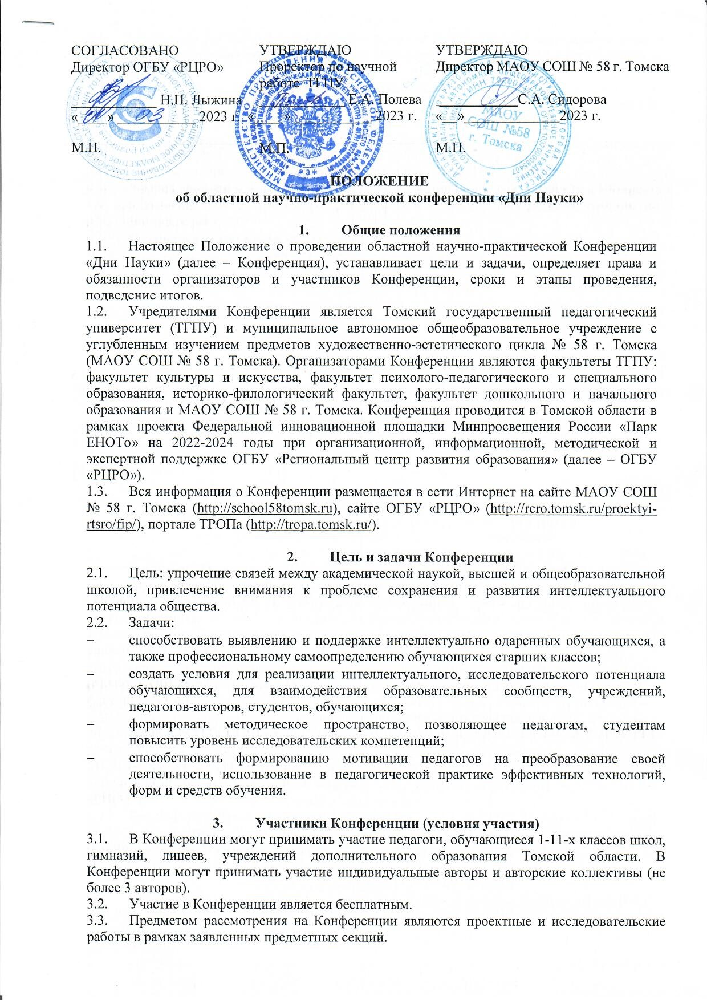 СОГЛАСОВАНО
Директор ОГБУ «РЦРО»
____________ Н.П. Лыжина
«____» 03 2023 г.
М.П.
УТВЕРЖДАЮ
Проректор по научной
работе ТГПУ
____________ Е.А. Полева
«____»____________ 2023 г.
М.П.
УТВЕРЖДАЮ
Директор МАОУ СОШ № 58 г. Томска
____________С.А. Сидорова
«__»_____________ 2023 г.
М.П.
МАОУ
СОШ №58
г. Томска
ПОЛОЖЕНИЕ
об областной научно-практической конференции «Дни Науки»
1. Общие положения
1.1. Настоящее Положение о проведении областной научно-практической Конференции
«Дни Науки» (далее – Конференция), устанавливает цели и задачи, определяет права и
обязанности организаторов и участников Конференции, сроки и этапы проведения,
подведение итогов.
1.2. Учредителями Конференции является Томский государственный педагогический
университет (ТГПУ) и муниципальное автономное общеобразовательное учреждение с
углубленным изучением предметов художественно-эстетического цикла № 58 г. Томска
(МАОУ СОШ № 58 г. Томска). Организаторами Конференции являются факультеты ТГПУ:
факультет культуры и искусства, факультет психолого-педагогического и специального
образования, историко-филологический факультет, факультет дошкольного и начального
образования и МАОУ СОШ № 58 г. Томска. Конференция проводится в Томской области в
рамках проекта Федеральной инновационной площадки Минпросвещения России «Парк
ЕНОТо» на 2022-2024 годы при организационной, информационной, методической и
экспертной поддержке ОГБУ «Региональный центр развития образования» (далее – ОГБУ
«РЦРО»).
1.3. Вся информация о Конференции размещается в сети Интернет на сайте МАОУ СОШ
№ 58 г. Томска (http://school58tomsk.ru), сайте ОГБУ «РЦРО» (http://rcro.tomsk.ru/proektyi-
rtsro/fip/), портале ТРОПа (http://tropa.tomsk.ru/).
2. Цель и задачи Конференции
2.1. Цель: упрочение связей между академической наукой, высшей и общеобразовательной
школой, привлечение внимания к проблеме сохранения и развития интеллектуального
потенциала общества.
2.2. Задачи:
– способствовать выявлению и поддержке интеллектуально одаренных обучающихся, а
также профессиональному самоопределению обучающихся старших классов;
– создать условия для реализации интеллектуального, исследовательского потенциала
обучающихся, для взаимодействия образовательных сообществ, учреждений,
педагогов-авторов, студентов, обучающихся;
– формировать методическое пространство, позволяющее педагогам, студентам
повысить уровень исследовательских компетенций;
– способствовать формированию мотивации педагогов на преобразование своей
деятельности, использование в педагогической практике эффективных технологий,
форм и средств обучения.
3. Участники Конференции (условия участия)
3.1. В Конференции могут принимать участие педагоги, обучающиеся 1-11-х классов школ,
гимназий, лицеев, учреждений дополнительного образования Томской области. В
Конференции могут принимать участие индивидуальные авторы и авторские коллективы (не
более 3 авторов).
3.2. Участие в Конференции является бесплатным.
3.3. Предметом рассмотрения на Конференции являются проектные и исследовательские
работы в рамках заявленных предметных секций.